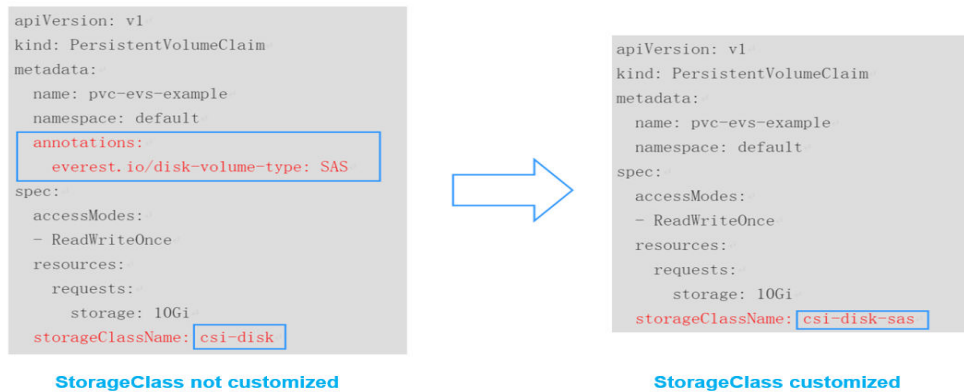 apiVersion: v1
kind: PersistentVolumeClaim
metadata:
  name: pvc-evs-example
  namespace: default
  annotations:
    everest.io/disk-volume-type: SAS
spec:
  accessModes:
  - ReadWriteOnce
  resources:
    requests:
      storage: 10Gi
  storageClassName: csi-disk
StorageClass not customized
apiVersion: v1
kind: PersistentVolumeClaim
metadata:
  name: pvc-evs-example
  namespace: default
spec:
  accessModes:
  - ReadWriteOnce
  resources:
    requests:
      storage: 10Gi
  storageClassName: csi-disk-sas
StorageClass customized